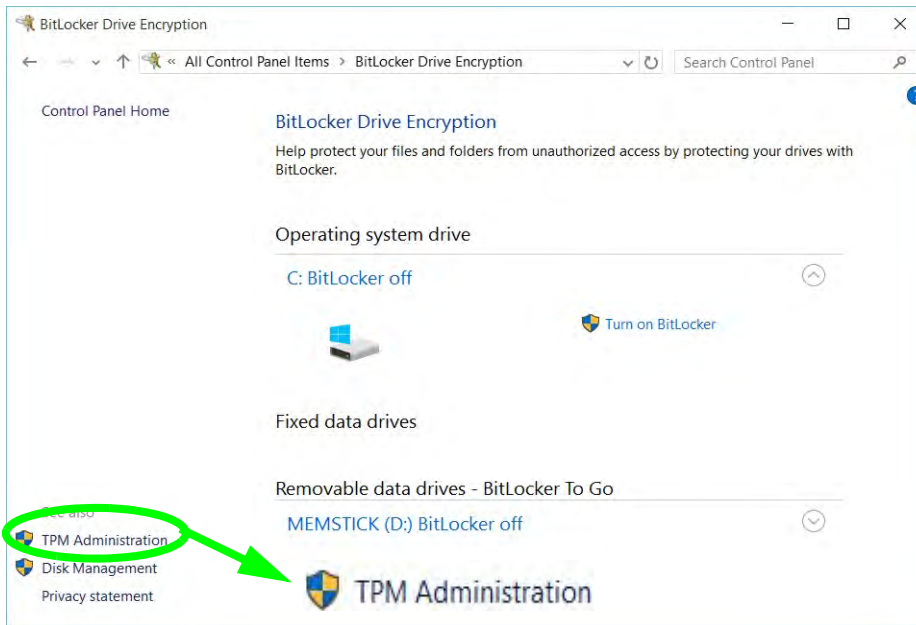 BitLocker Drive Encryption
« All Control Panel Items > BitLocker Drive Encryption
Search Control Panel
Control Panel Home
BitLocker Drive Encryption
Help protect your files and folders from unauthorized access by protecting your drives with
BitLocker.
Operating system drive
C: BitLocker off
Turn on BitLocker
Fixed data drives
Removable data drives - BitLocker To Go
MEMSTICK (D:) BitLocker off
See also
TPM Administration
Disk Management
Privacy statement
TPM Administration